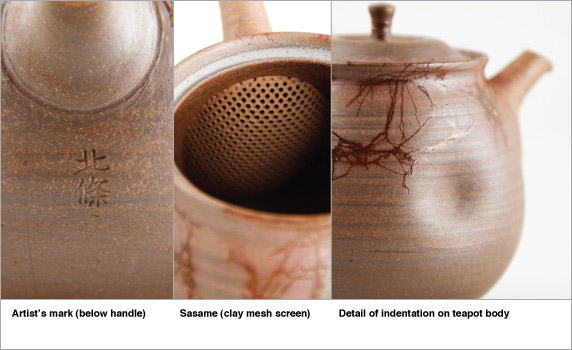 北
條
Artist's mark (below handle)
Sasame (clay mesh screen)
Detail of indentation on teapot body